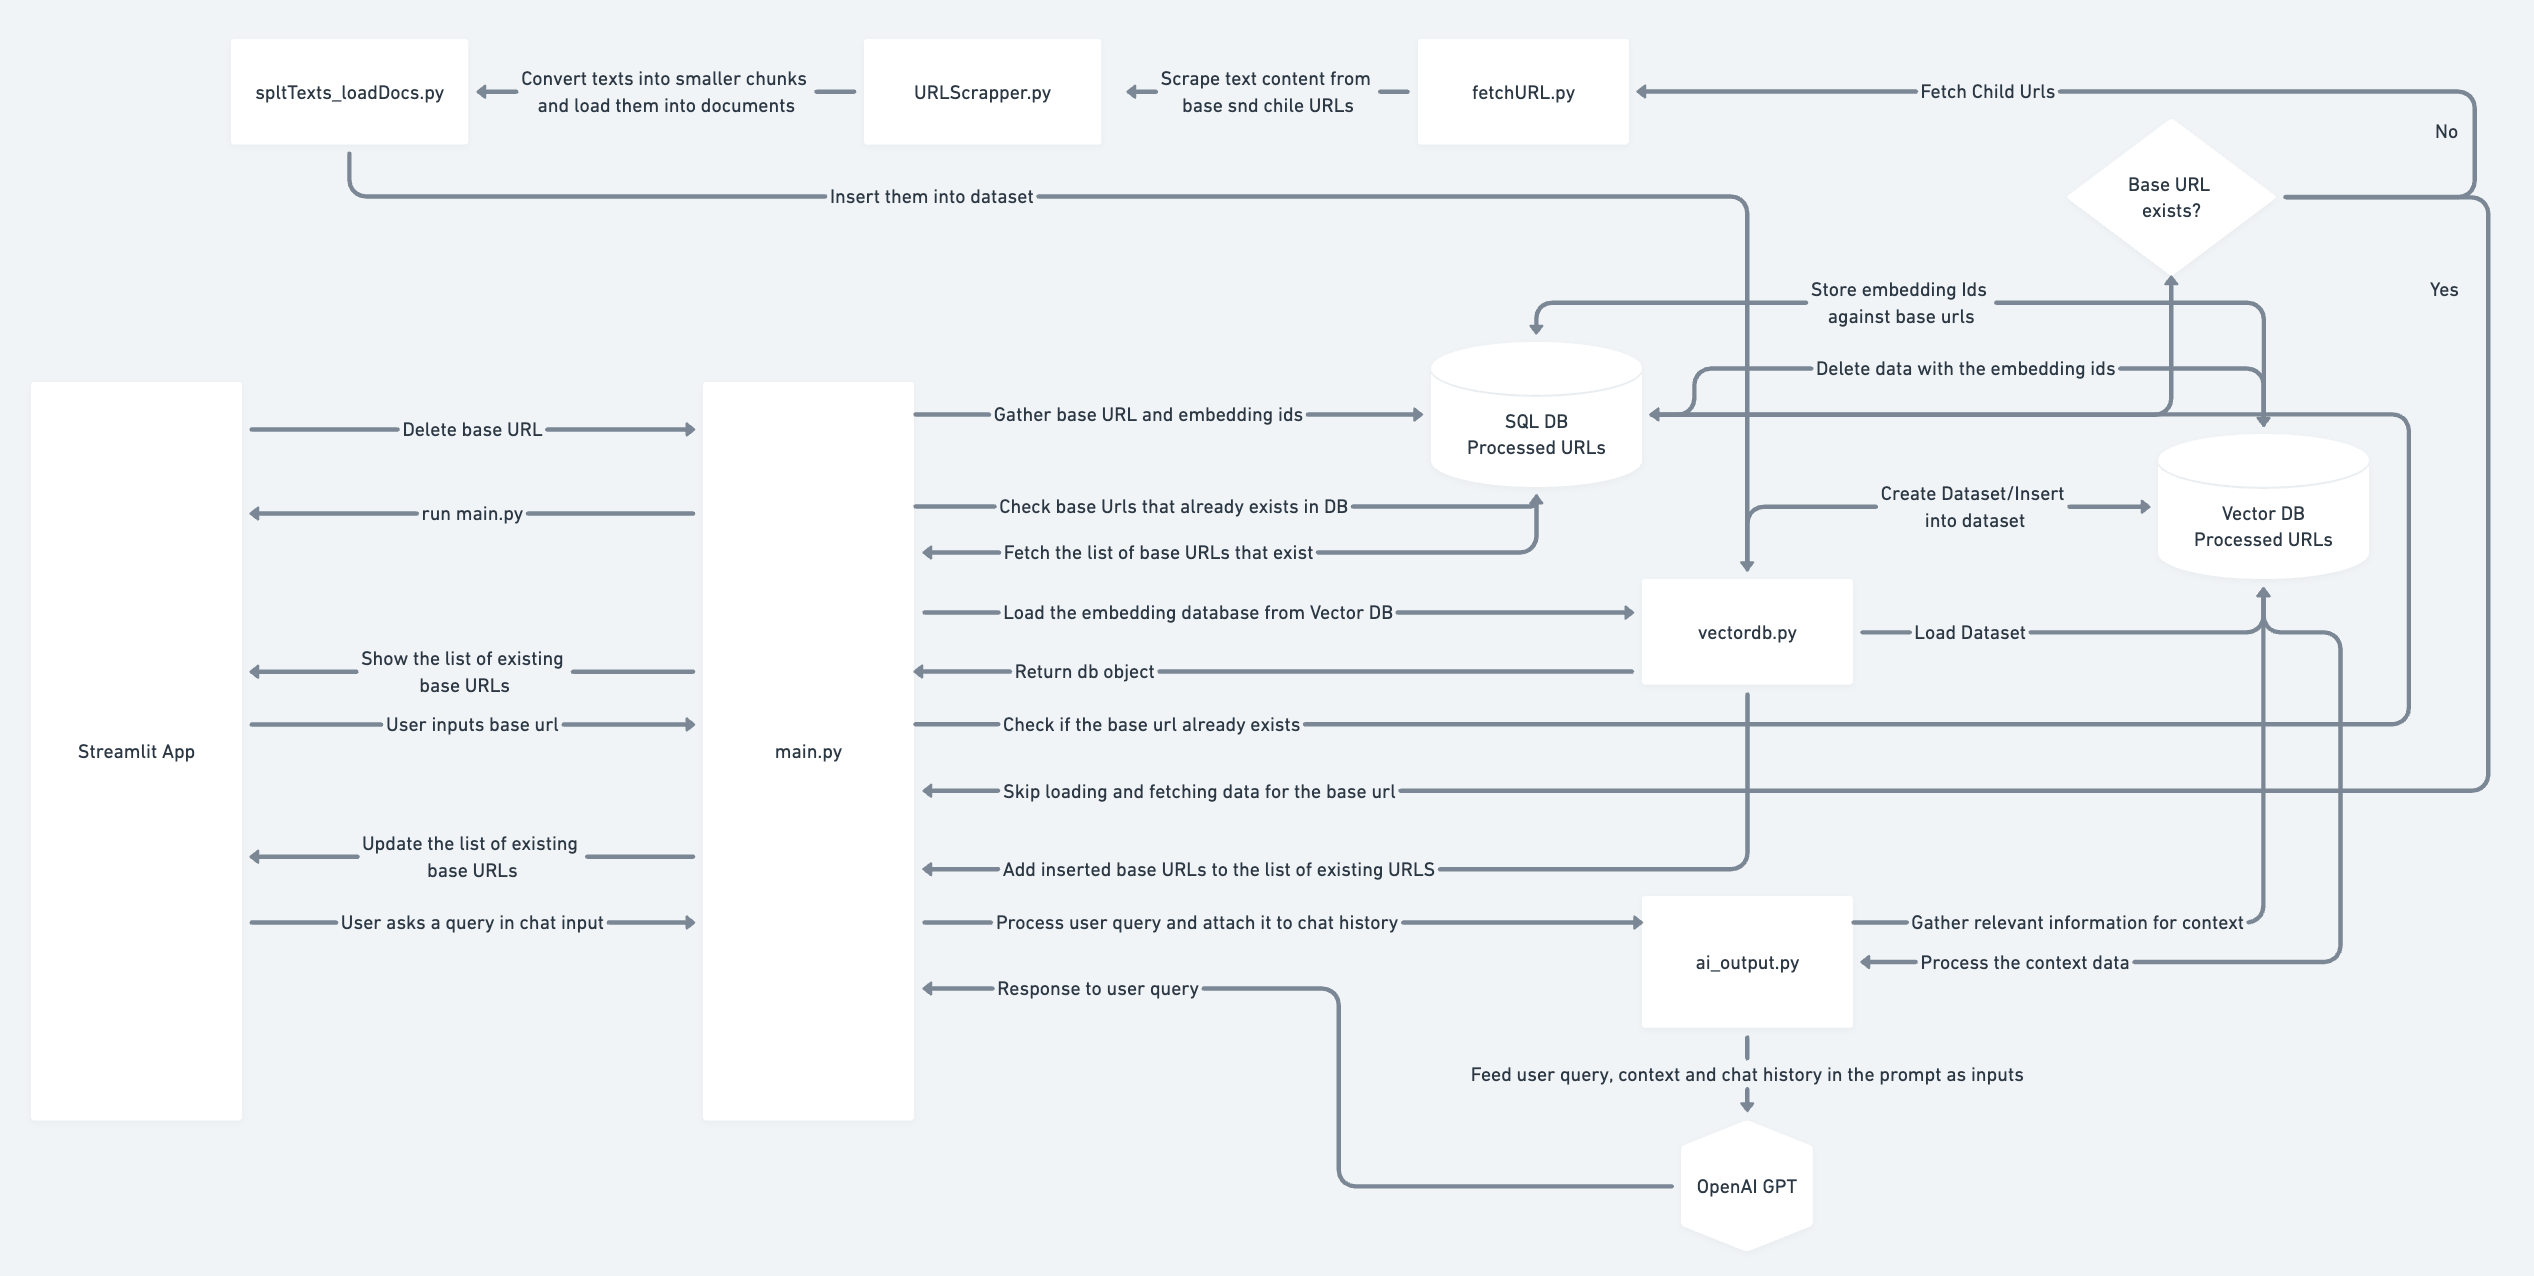 spltTexts_loadDocs.py
Convert texts into smaller chunks
and load them into documents
URLScrapper.py
Scrape text content from
base snd chile URLs
fetchURL.py
Fetch Child Urls
No
Base URL
exists?
Insert them into dataset
Yes
Store embedding Ids
against base urls
Delete data with the embedding ids
Delete base URL
Gather base URL and embedding ids
SQL DB
Processed URLs
run main.py
Check base Urls that already exists in DB
Create Dataset/Insert
into dataset
Vector DB
Processed URLs
Fetch the list of base URLs that exist
Load the embedding database from Vector DB
vectordb.py
Load Dataset
Show the list of existing
base URLs
Return db object
User inputs base url
Check if the base url already exists
Streamlit App
main.py
Skip loading and fetching data for the base url
Update the list of existing
base URLs
Add inserted base URLs to the list of existing URLS
User asks a query in chat input
Process user query and attach it to chat history
Gather relevant information for context
ai_output.py
Process the context data
Response to user query
Feed user query, context and chat history in the prompt as inputs
OpenAI GPT